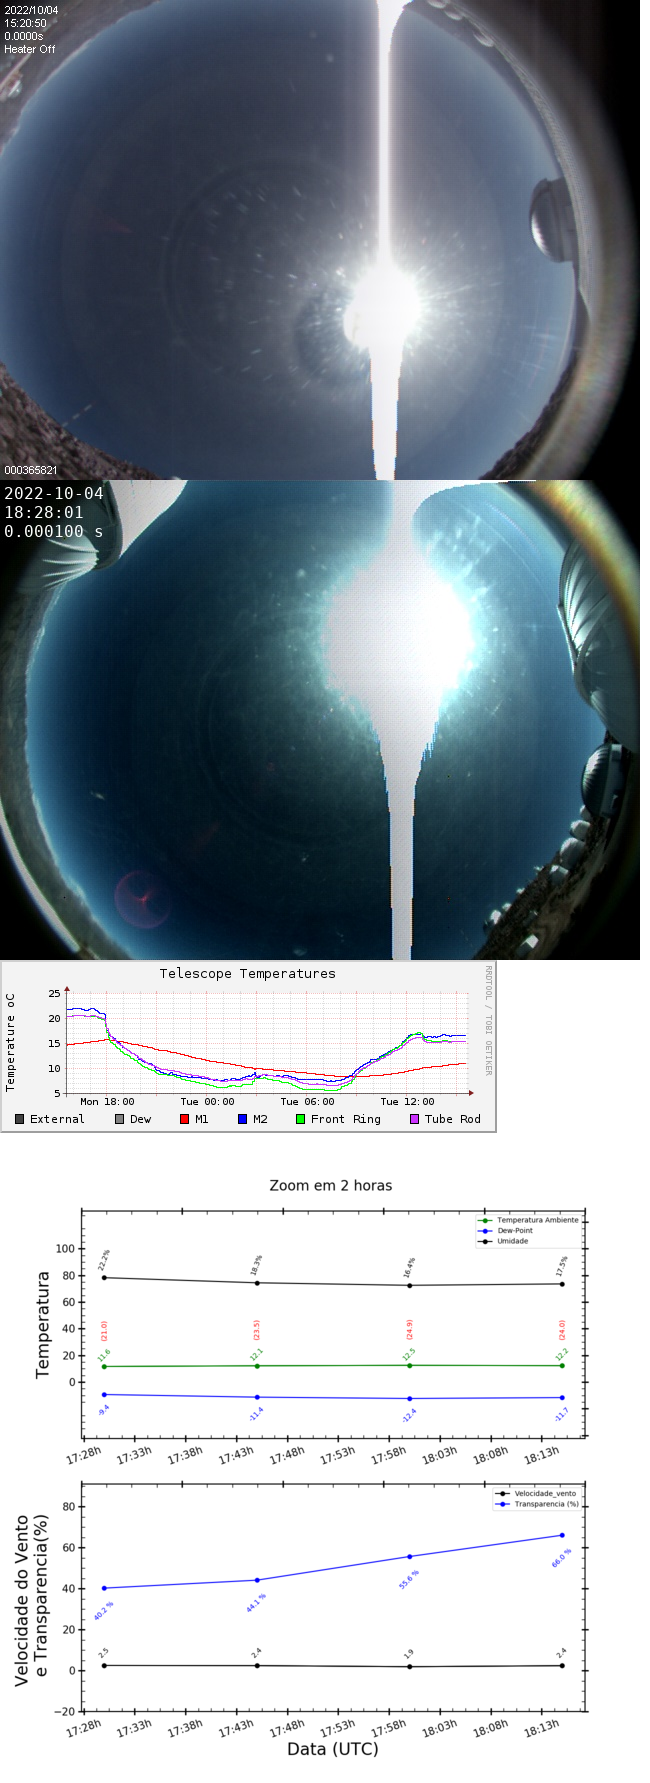 2022/10/04
15:20:50
0.0000s
Heater Off
000365821
2022-10-04
18:28:01
0.000100 s
Telescope Temperatures
RRDTOOL / TOBI OETIKER
Temperature oC
25
20
15
10
5
Mon 18:00 Tue 00:00 Tue 06:00 Tue 12:00
External Dew M1 M2 Front Ring Tube Rod
Zoom em 2 horas
Temperatura Ambiente
Dew-Point
Umidade
Temperatura
100
80
60
40
20
0
22.2% 18.3% 16.4% 17.5%
(21.0) (23.5) (24.9) (24.0)
11.6 12.1 12.5 12.2
-9.4 -11.4 -12.4 -11.7
17:28h 17:33h 17:38h 17:43h 17:48h 17:53h 17:58h 18:03h 18:08h 18:13h
Velocidade_vento
Transparencia (%)
Velocidade do Vento
e Transparencia(%)
80
60
40
20
0
−20
40.2 % 44.1 % 55.6 % 66.0 %
2.5 2.4 1.9 2.4
17:28h 17:33h 17:38h 17:43h 17:48h 17:53h 17:58h 18:03h 18:08h 18:13h
Data (UTC)